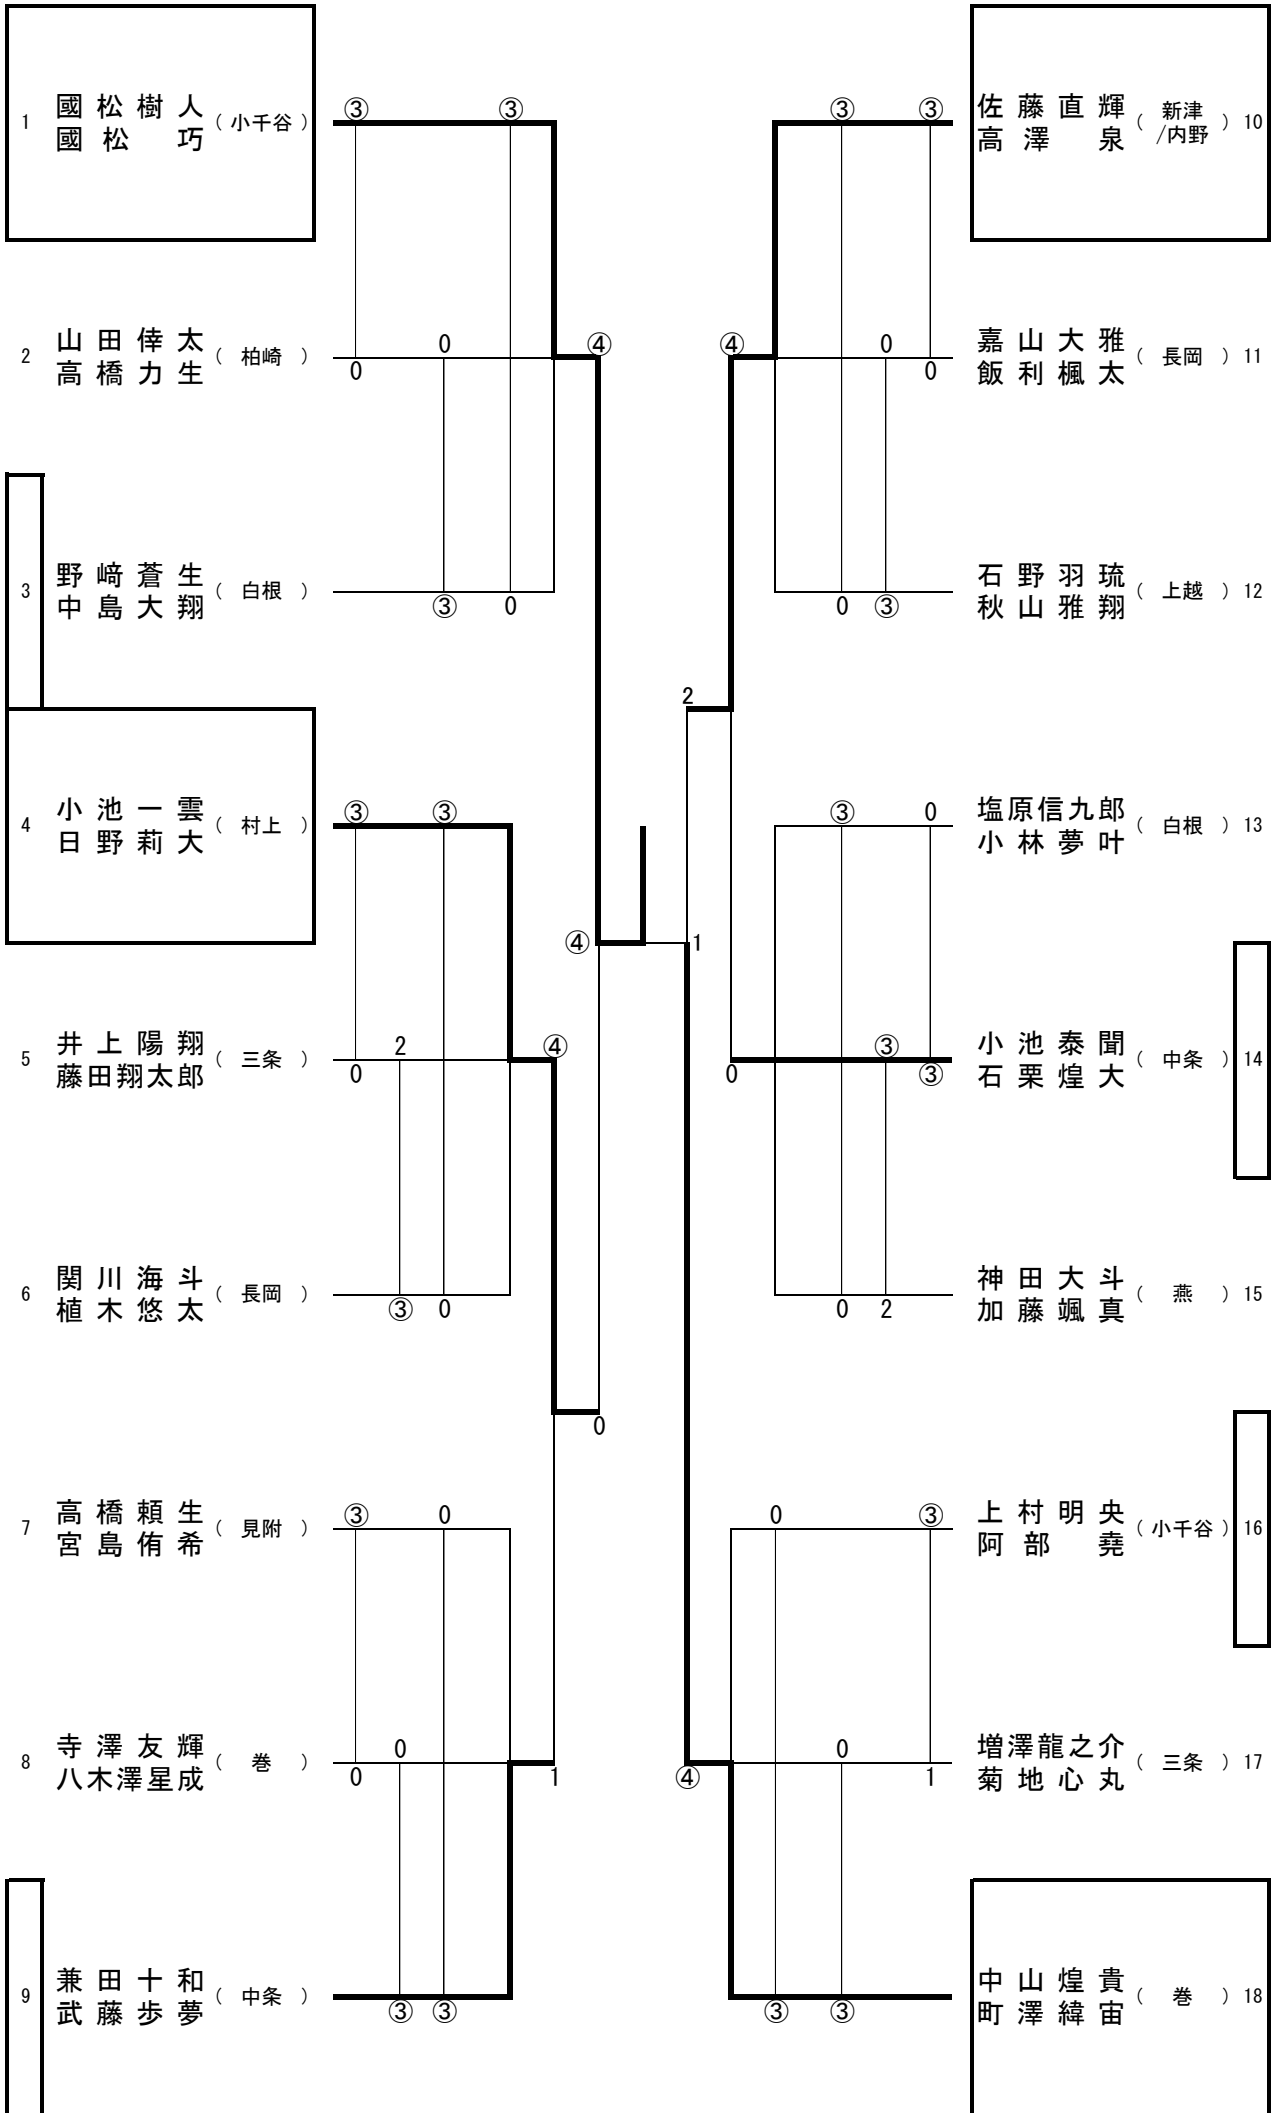 1 國松樹人 國松 巧 (小千谷)
③ ③
2 山田倖太 高橋力生 (柏崎)
0 0 ④
3 野﨑蒼生 中島大翔 (白根)
③ 0
4 小池一雲 日野莉大 (村上)
③ ③
④
5 井上陽翔 藤田翔太郎 (三条)
0 2 ④
6 関川海斗 植木悠太 (長岡)
③ 0
0
7 高橋頼生 宮島侑希 (見附)
③ 0
8 寺澤友輝 八木澤星成 (巻)
0 0 1
9 兼田十和 武藤歩夢 (中条)
③ ③
佐藤直輝 高澤 泉 (新津/内野) 10
③ ③
嘉山大雅 飯利楓太 (長岡) 11
④ 0 0
石野羽琉 秋山雅翔 (上越) 12
0 ③
2
塩原信九郎 小林夢叶 (白根) 13
③ 0
1
小池泰聞 石栗煌大 (中条) 14
0 ③ ③
神田大斗 加藤颯真 (燕) 15
0 2
上村明央 阿部 堯 (小千谷) 16
0 ③
増澤龍之介 菊地心丸 (三条) 17
④ 0 1
中山煌貴 町澤緯宙 (巻) 18
③ ③